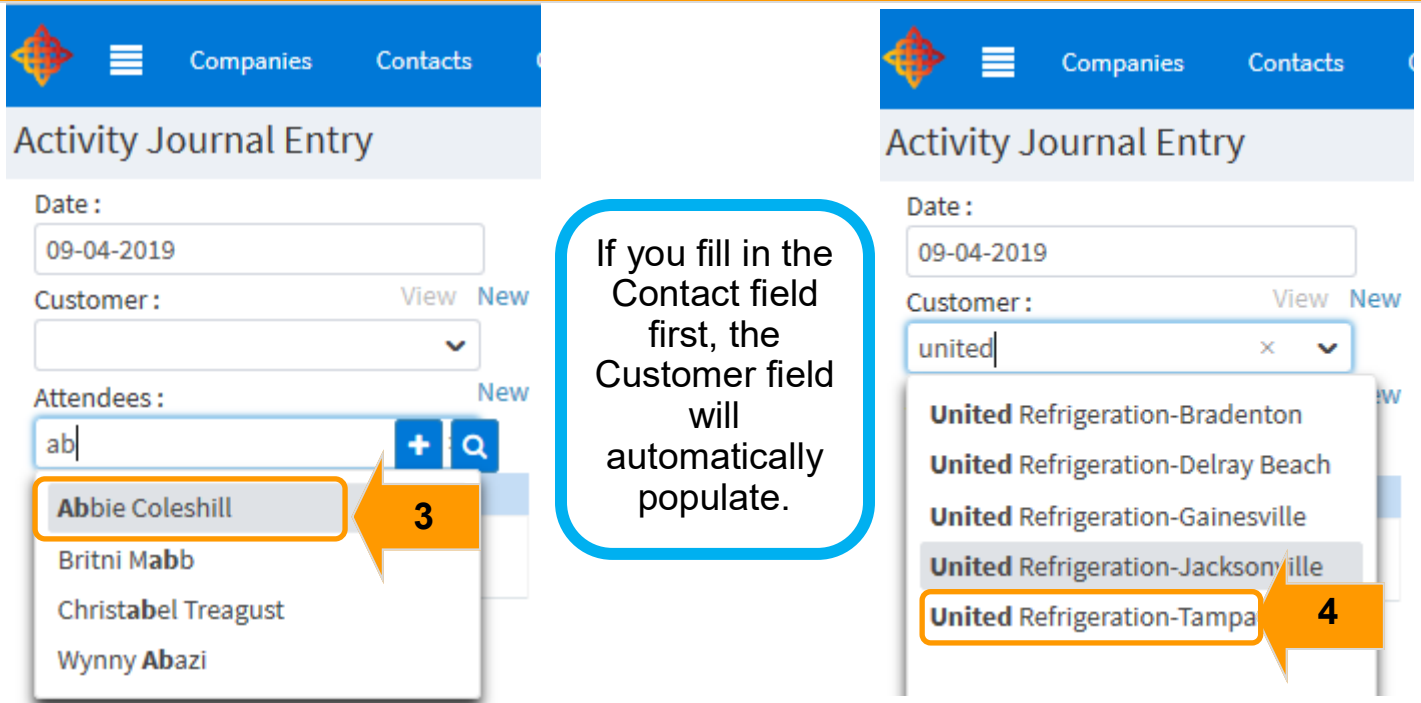 Companies Contacts
Activity Journal Entry
Date :
09-04-2019
Customer : View New
Attendees : New
ab
Abbie Coleshill
3
Britni Mabb
Christabel Treagust
Wynny Abazi
If you fill in the
Contact field
first, the
Customer field
will
automatically
populate.
Companies Contacts
Activity Journal Entry
Date :
09-04-2019
Customer : View New
united
United Refrigeration-Bradenton
United Refrigeration-Delray Beach
United Refrigeration-Gainesville
United Refrigeration-Jacksonville
United Refrigeration-Tampa
4